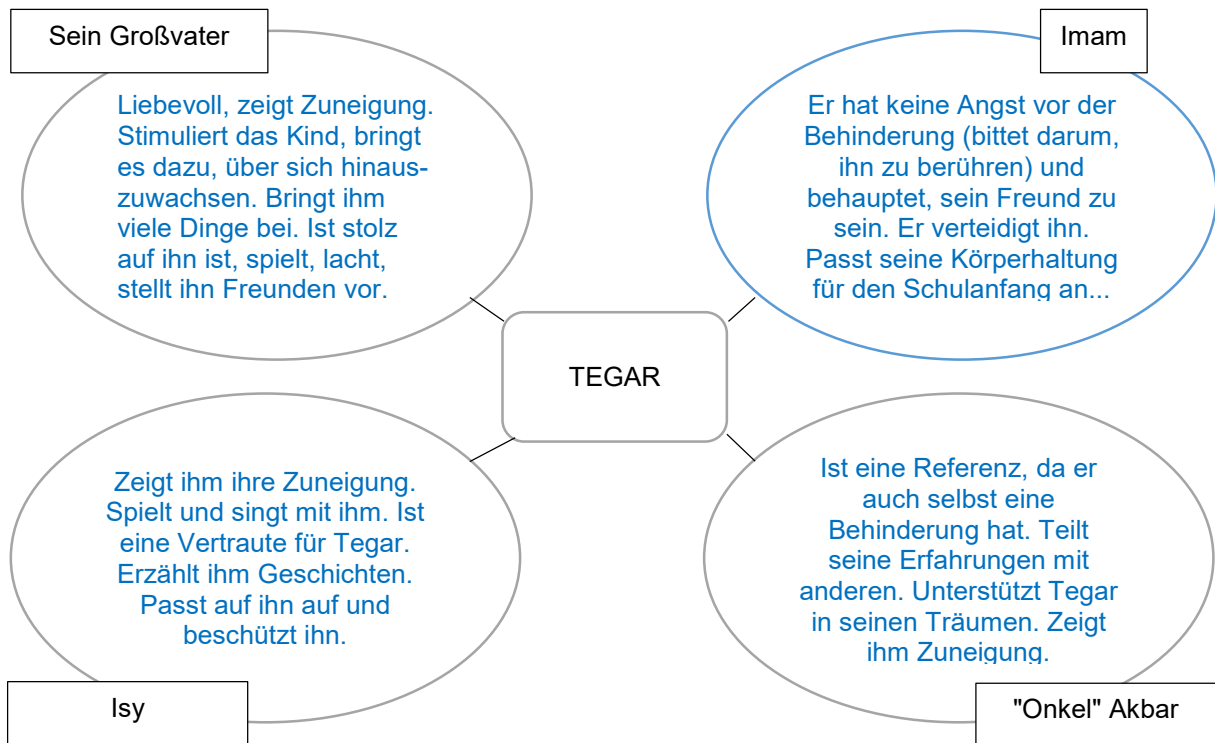 Sein Großvater
Liebevoll, zeigt Zuneigung.
Stimuliert das Kind, bringt
es dazu, über sich hinaus-
zuwachsen. Bringt ihm
viele Dinge bei. Ist stolz
auf ihn ist, spielt, lacht,
stellt ihn Freunden vor.
Imam
Er hat keine Angst vor der
Behinderung (bittet darum,
ihn zu berühren) und
behauptet, sein Freund zu
sein. Er verteidigt ihn.
Passt seine Körperhaltung
für den Schulanfang an...
TEGAR
Zeigt ihm ihre Zuneigung.
Spielt und singt mit ihm. Ist
eine Vertraute für Tegar.
Erzählt ihm Geschichten.
Passt auf ihn auf und
beschützt ihn.
Isy
Ist eine Referenz, da er
auch selbst eine
Behinderung hat. Teilt
seine Erfahrungen mit
anderen. Unterstützt Tegar
in seinen Träumen. Zeigt
ihm Zuneigung.
"Onkel" Akbar